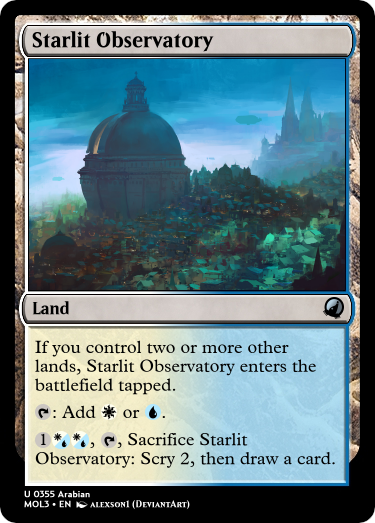 Starlit Observatory
Land
If you control two or more other
lands, Starlit Observatory enters the
battlefield tapped.
: Add or .
1 , , Sacrifice Starlit
Observatory: Scry 2, then draw a card.
U 0355 Arabian
MOL3 • EN alexson1 (DeviantArt)